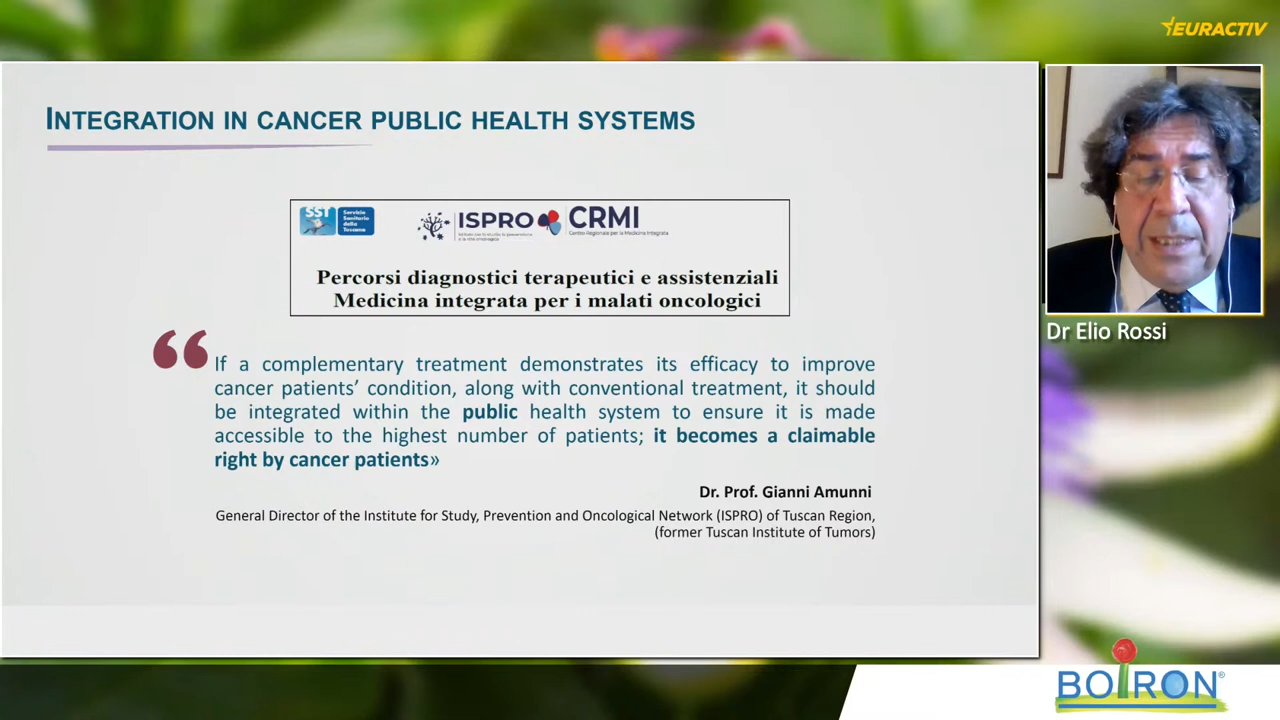 EURACTIV
INTEGRATION IN CANCER PUBLIC HEALTH SYSTEMS
SST
Servizio
Sanitario
della
Toscana
ISPRO
CRMI
Centro Regionale per la Medicina Integrata
Percorsi diagnostici terapeutici e assistenziali
Medicina integrata per i malati oncologici
“ If a complementary treatment demonstrates its efficacy to improve
cancer patients’ condition, along with conventional treatment, it should
be integrated within the public health system to ensure it is made
accessible to the highest number of patients; it becomes a claimable
right by cancer patients»
Dr. Prof. Gianni Amunni
General Director of the Institute for Study, Prevention and Oncological Network (ISPRO) of Tuscan Region,
(former Tuscan Institute of Tumors)
Dr Elio Rossi
BOIRON®